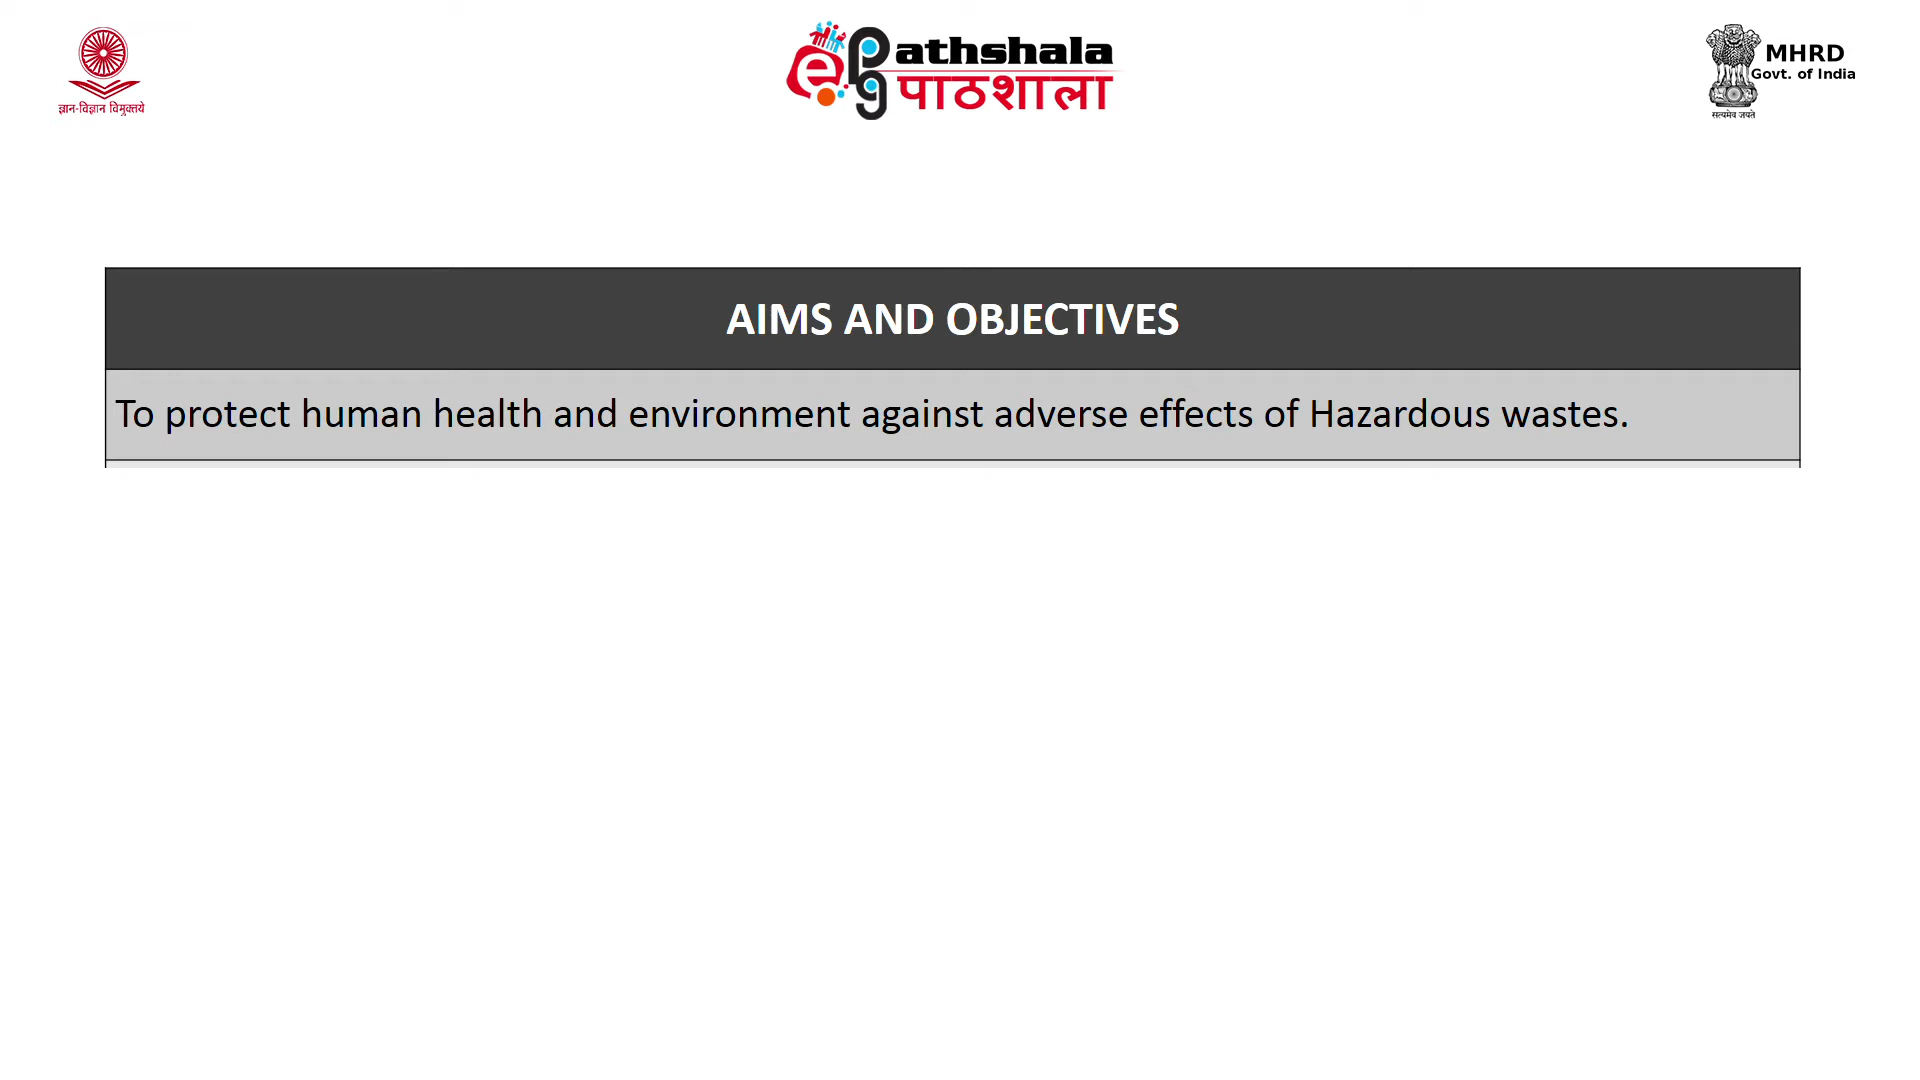 ज्ञान-विज्ञान विमुक्तये
e pg athshala
पाठशाला
MHRD
Govt. of India
सत्यमेव जयते
AIMS AND OBJECTIVES
To protect human health and environment against adverse effects of Hazardous wastes.